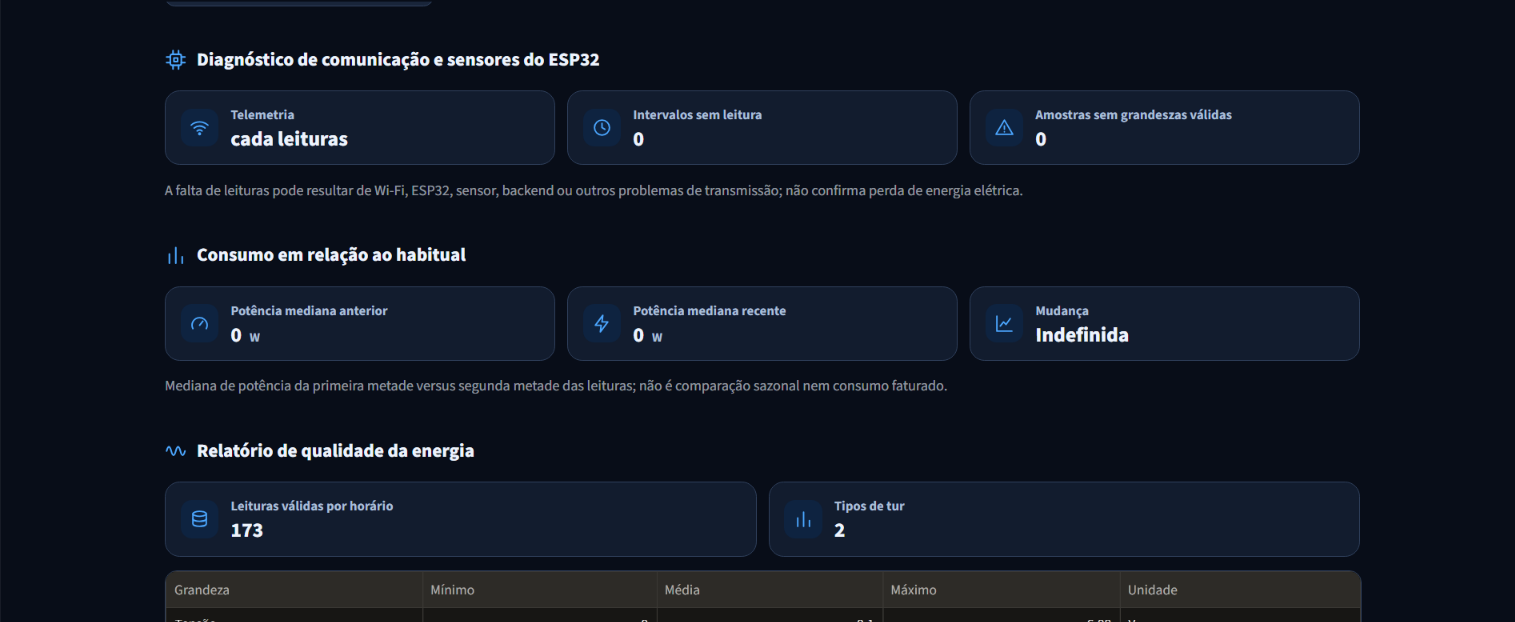 Diagnóstico de comunicação e sensores do ESP32
Telemetria
cada leituras
Intervalos sem leitura
0
Amostras sem grandeszas válidas
0
A falta de leituras pode resultar de Wi-Fi, ESP32, sensor, backend ou outros problemas de transmissão; não confirma perda de energia elétrica.
Consumo em relação ao habitual
Potência mediana anterior
0 W
Potência mediana recente
0 W
Mudança
Indefinida
Mediana de potência da primeira metade versus segunda metade das leituras; não é comparação sazonal nem consumo faturado.
Relatório de qualidade da energia
Leituras válidas por horário
173
Tipos de tur
2
Grandeza Mínimo Média Máximo Unidade